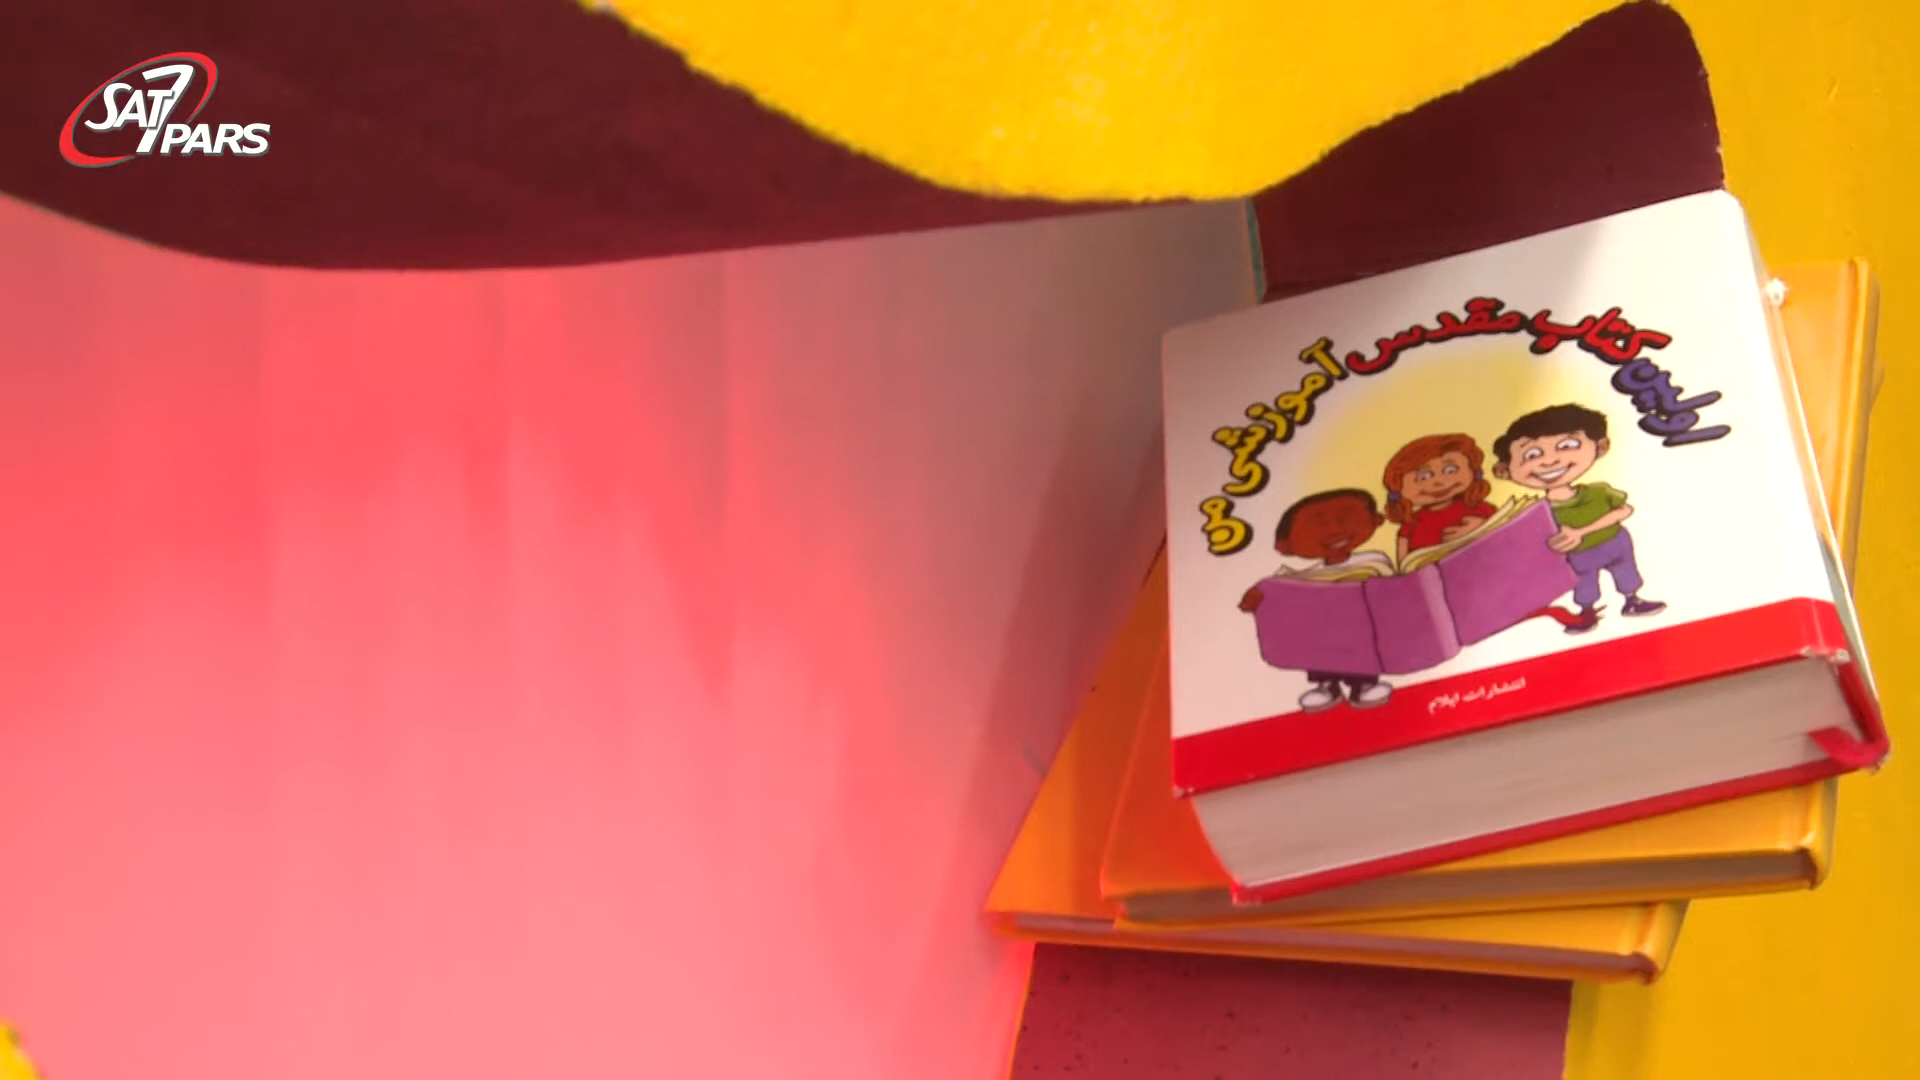 SAT7 PARS
اولین کتاب مقدس آموزشی من
انتشارات ایلام